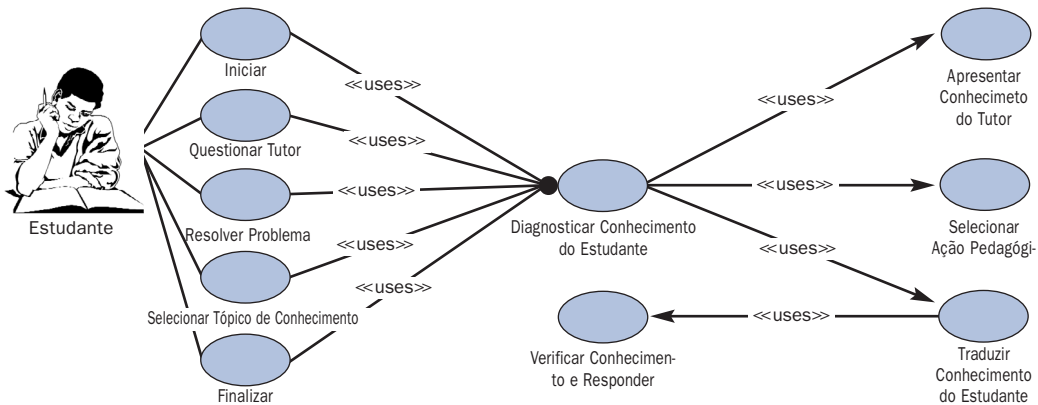 Iniciar
<<uses>>
Apresentar
Conhecimeto
do Tutor
<<uses>>
Questionar Tutor
<<uses>>
Estudante
<<uses>>
<<uses>>
Resolver Problema
Diagnosticar Conhecimento
do Estudante
Selecionar
Ação Pedagógi-
<<uses>>
<<uses>>
<<uses>>
Selecionar Tópico de Conhecimento
<<uses>>
Verificar Conhecimen-
to e Responder
Traduzir
Conhecimento
do Estudante
Finalizar